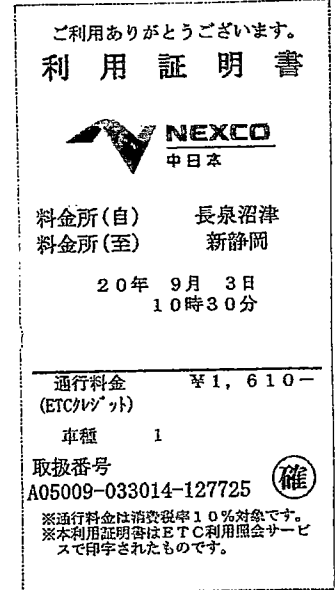 ご利用ありがとうございます。
利用証明書
NEXCO
中日本
料金所(自) 長泉沼津
料金所(至) 新静岡
20年 9月 3日
10時30分
通行料金 ¥1,610−
(ETCクレジット)
車種 1
取扱番号
A05009-033014-127725 確
※通行料金は消費税率10%対象です。
※本利用証明書はETC利用照会サービ
スで印字されたものです。